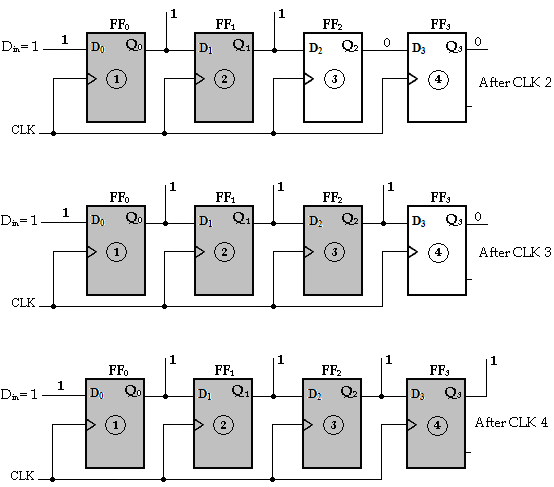 1 1
FF0 FF1 FF2 FF3
Din = 1 1 D0 Q0 D1 Q1 D2 Q2 0 D3 Q3 0
1 2 3 4 After CLK 2
CLK
FF0 1 FF1 1 FF2 1 FF3
Din = 1 1 D0 Q0 D1 Q1 D2 Q2 D3 Q3 0
1 2 3 4 After CLK 3
CLK
FF0 1 FF1 1 FF2 1 FF3 1
Din = 1 1 D0 Q0 D1 Q1 D2 Q2 D3 Q3
1 2 3 4 After CLK 4
CLK